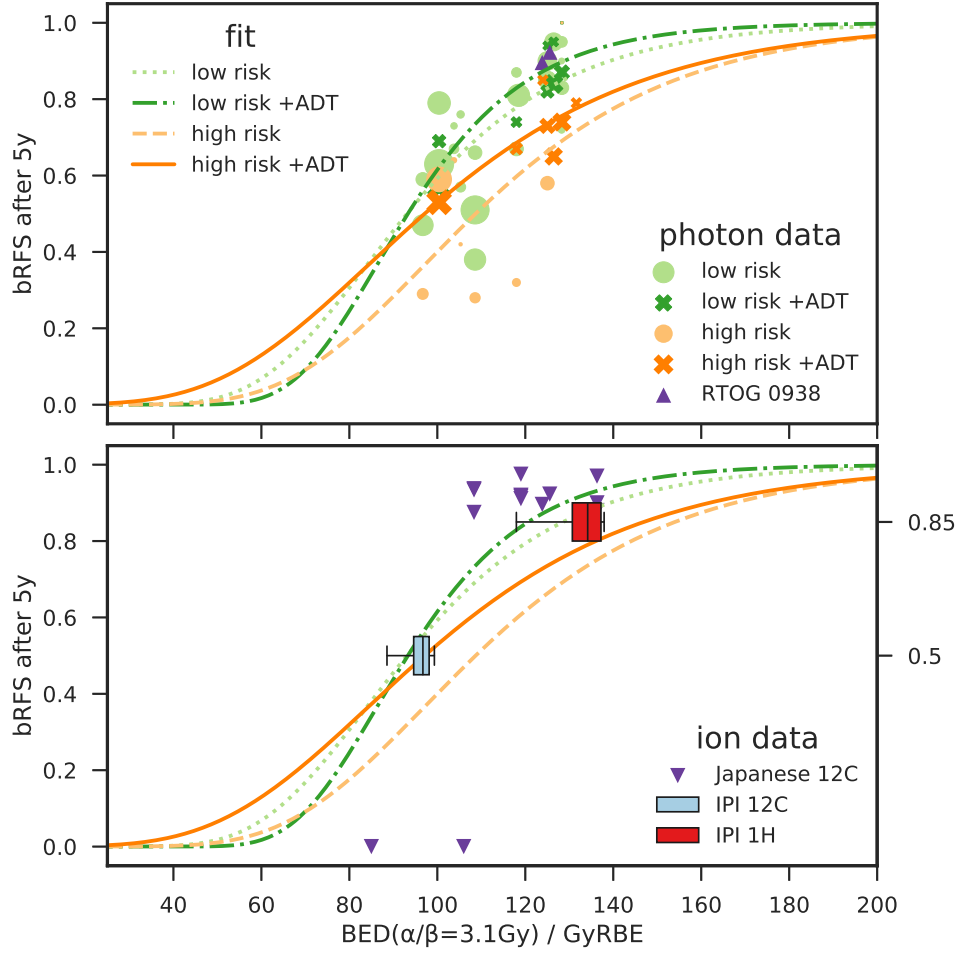 fit
low risk
low risk +ADT
high risk
high risk +ADT
photon data
low risk
low risk +ADT
high risk
high risk +ADT
RTOG 0938
bRFS after 5y
1.0
0.8
0.6
0.4
0.2
0.0
bRFS after 5y
1.0
0.8
0.6
0.4
0.2
0.0
0.85
0.5
ion data
Japanese 12C
IPI 12C
IPI 1H
40 60 80 100 120 140 160 180 200
BED(α/β=3.1Gy) / GyRBE